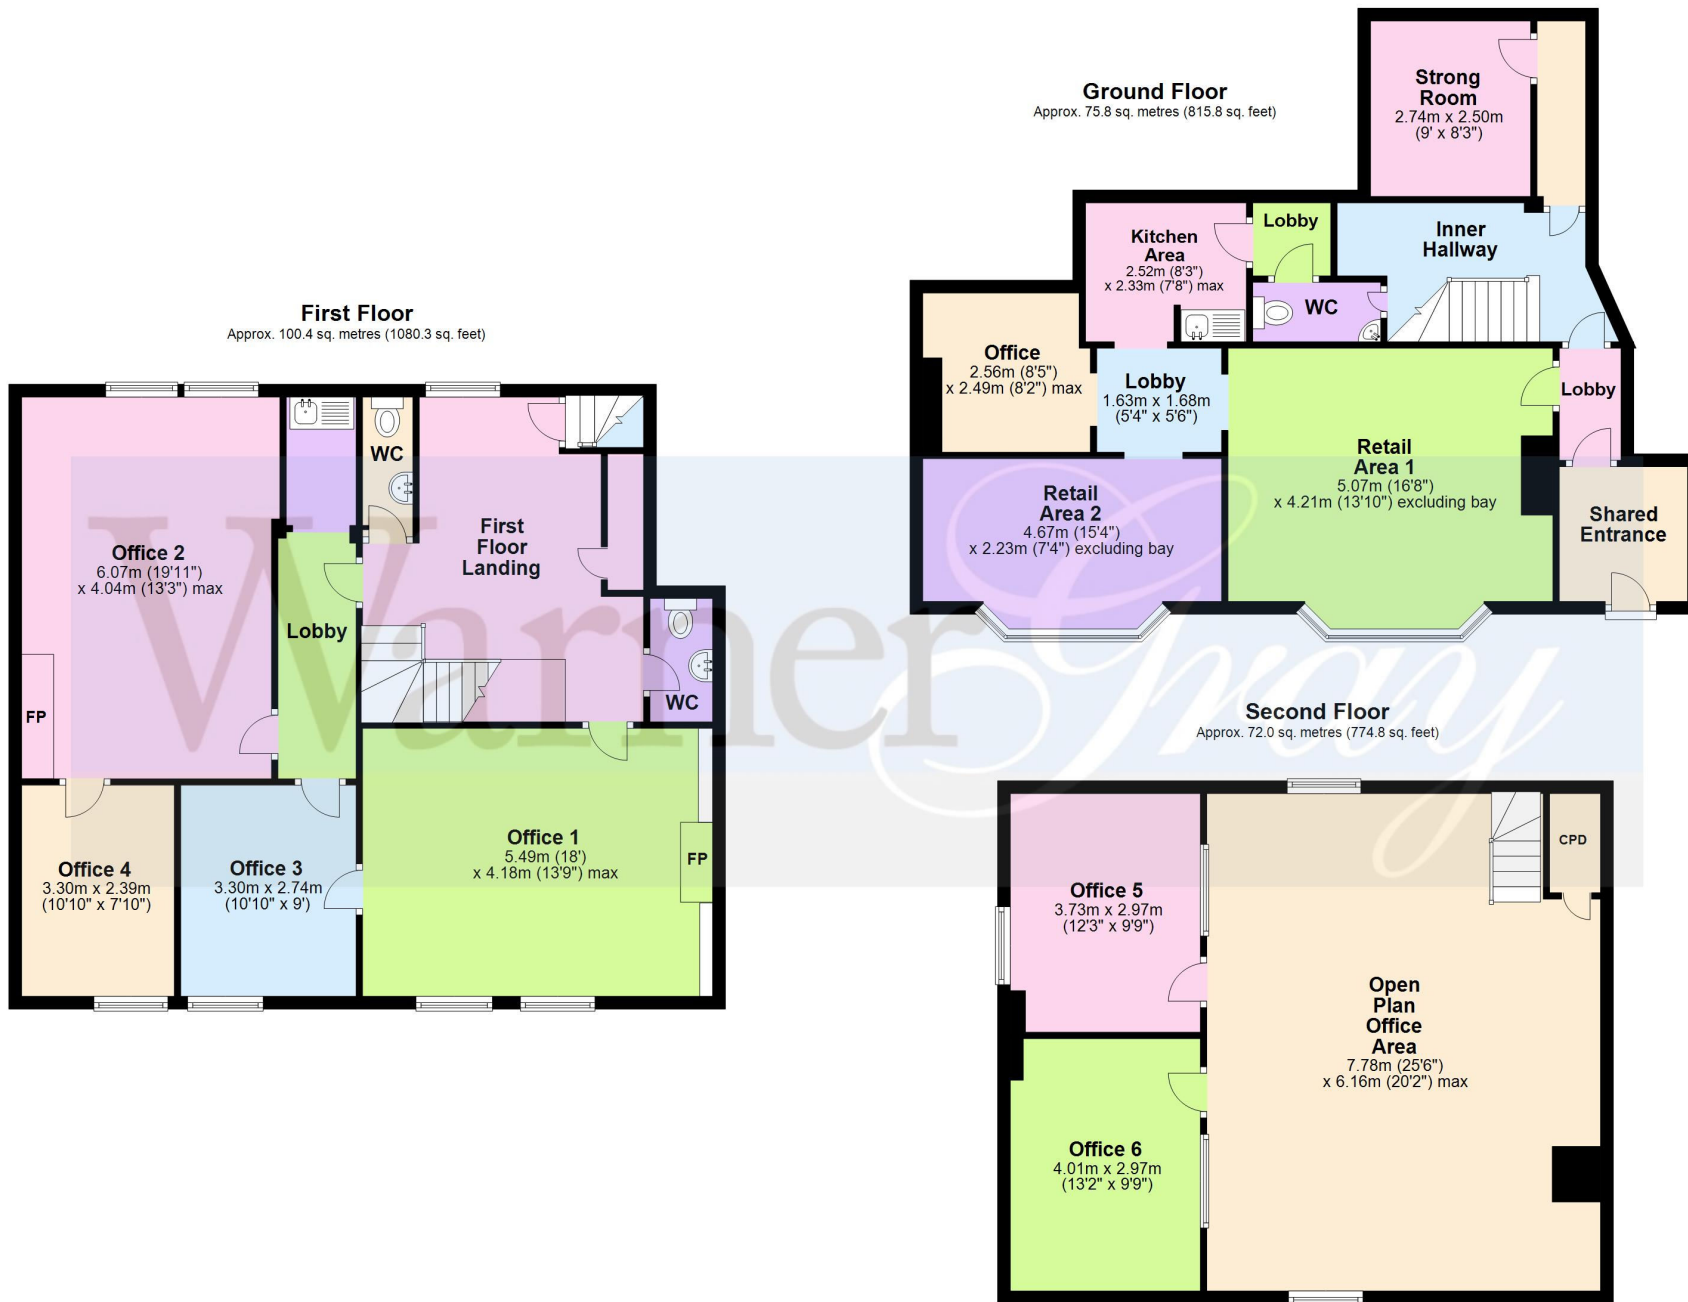 Ground Floor
Approx. 75.8 sq. metres (815.8 sq. feet)
Strong
Room
2.74m x 2.50m
(9' x 8'3")
Kitchen
Area
2.52m (8'3")
x 2.33m (7'8") max
Lobby
Inner
Hallway
WC
Office
2.56m (8'5")
x 2.49m (8'2") max
Lobby
1.63m x 1.68m
(5'4" x 5'6")
Lobby
Retail
Area 1
5.07m (16'8")
x 4.21m (13'10") excluding bay
Retail
Area 2
4.67m (15'4")
x 2.23m (7'4") excluding bay
Shared
Entrance
First Floor
Approx. 100.4 sq. metres (1080.3 sq. feet)
WC
First
Floor
Landing
Office 2
6.07m (19'11")
x 4.04m (13'3") max
Lobby
FP
WC
Office 1
5.49m (18')
x 4.18m (13'9") max
FP
Office 4
3.30m x 2.39m
(10'10" x 7'10")
Office 3
3.30m x 2.74m
(10'10" x 9')
Second Floor
Approx. 72.0 sq. metres (774.8 sq. feet)
CPD
Office 5
3.73m x 2.97m
(12'3" x 9'9")
Open
Plan
Office
Area
7.78m (25'6")
x 6.16m (20'2") max
Office 6
4.01m x 2.97m
(13'2" x 9'9")
Warner Gray